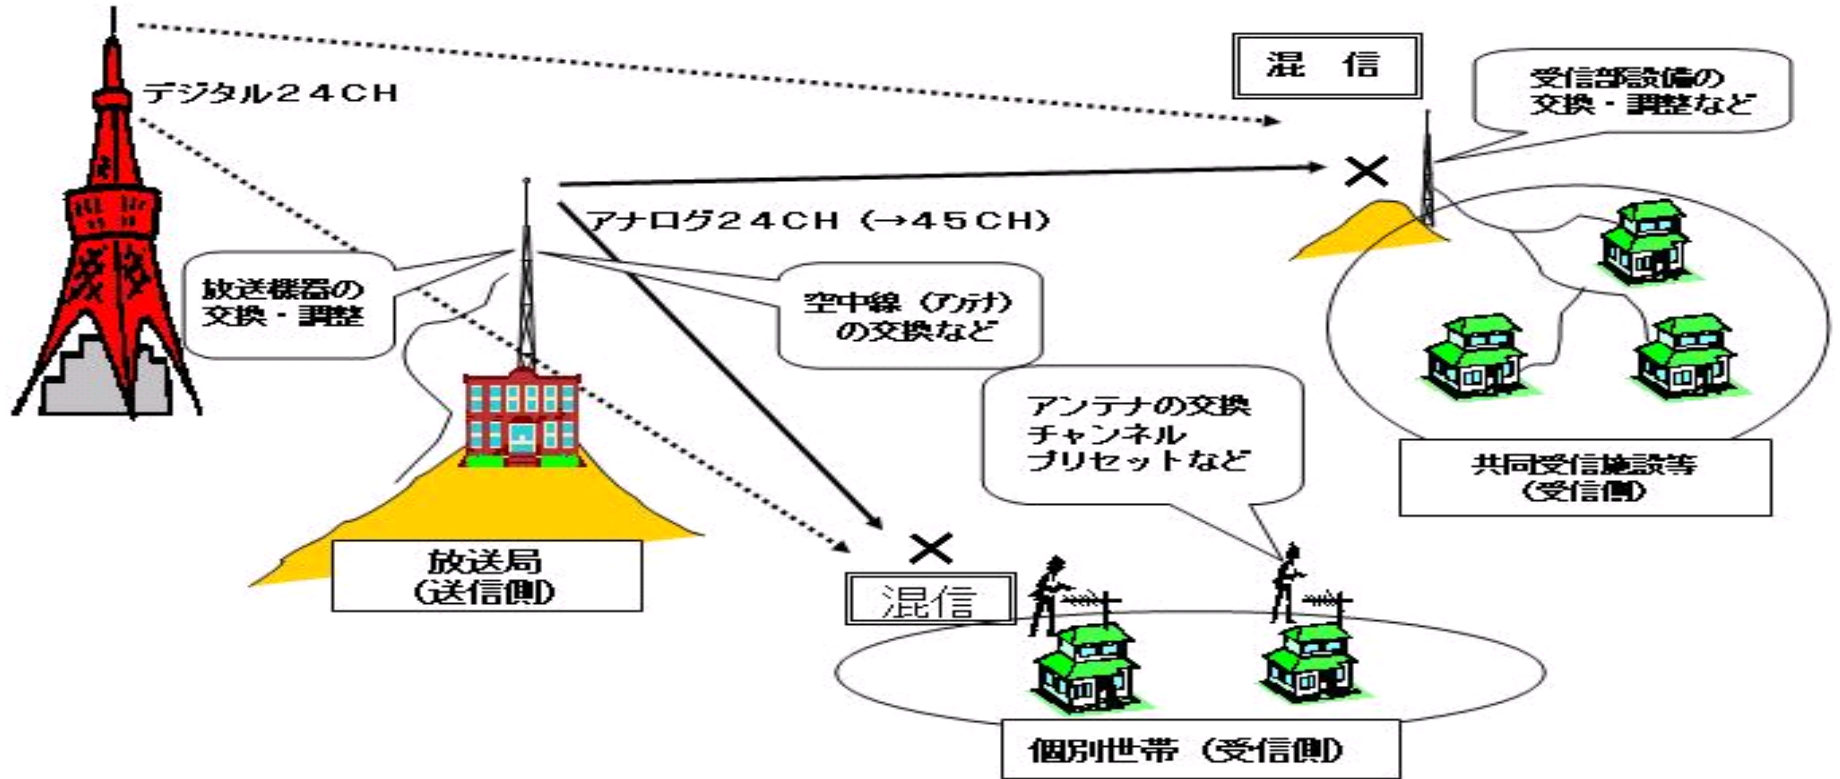 デジタル24CH
混 信
受信部設備の
交換・調整など
アナログ24CH (→45CH)
放送機器の
交換・調整
空中線 (アンテナ)
の交換など
アンテナの交換
チャンネル
プリセットなど
共同受信施設等
(受信側)
放送局
(送信側)
混信
個別世帯 (受信側)